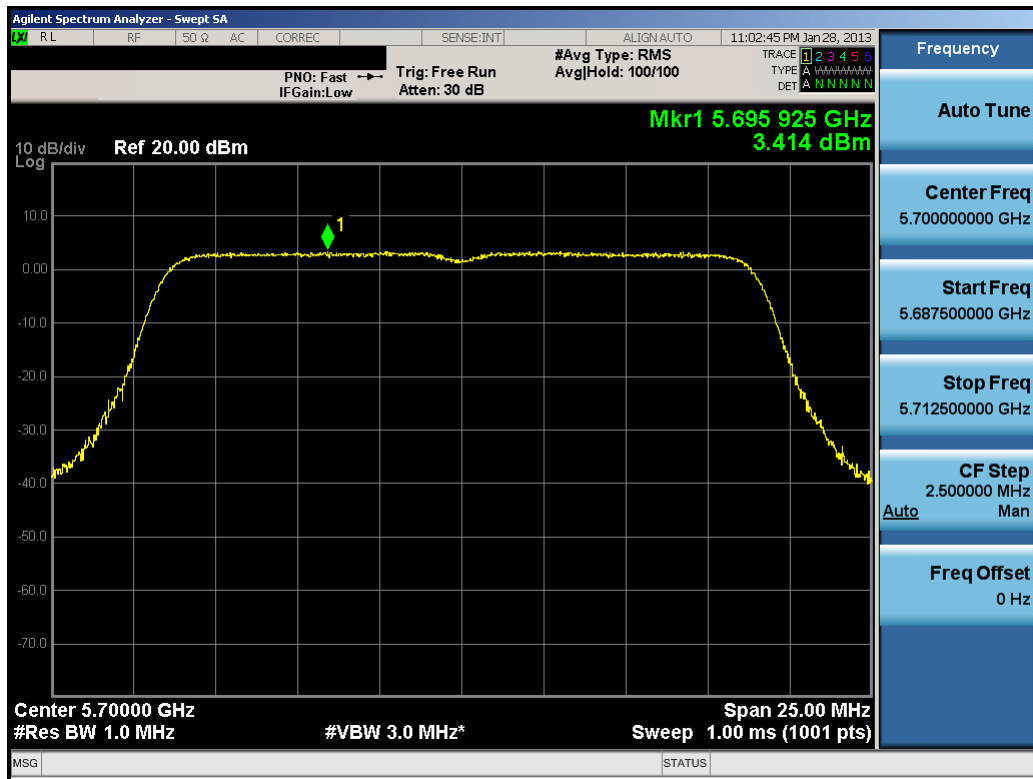 Agilent Spectrum Analyzer - Swept SA
LXI RL RF 50 Ω AC CORREC SENSE:INT ALIGN AUTO 11:02:45 PM Jan 28, 2013
PNO: Fast
IFGain:Low
Trig: Free Run
Atten: 30 dB
#Avg Type: RMS
Avg|Hold: 100/100
TRACE 1 2 3 4 5 6
TYPE A WWWWW
DET A N N N N N
Mkr1 5.695 925 GHz
3.414 dBm
10 dB/div Ref 20.00 dBm
Log
1
10.0
0.00
-10.0
-20.0
-30.0
-40.0
-50.0
-60.0
-70.0
Center 5.70000 GHz Span 25.00 MHz
#Res BW 1.0 MHz #VBW 3.0 MHz* Sweep 1.00 ms (1001 pts)
MSG STATUS
Frequency
Auto Tune
Center Freq
5.700000000 GHz
Start Freq
5.687500000 GHz
Stop Freq
5.712500000 GHz
CF Step
2.500000 MHz
Auto Man
Freq Offset
0 Hz